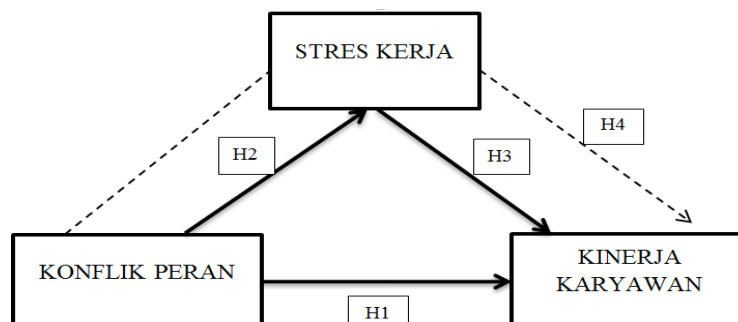 STRES KERJA
H4
H2
H3
KONFLIK PERAN
KINERJA
KARYAWAN
H1